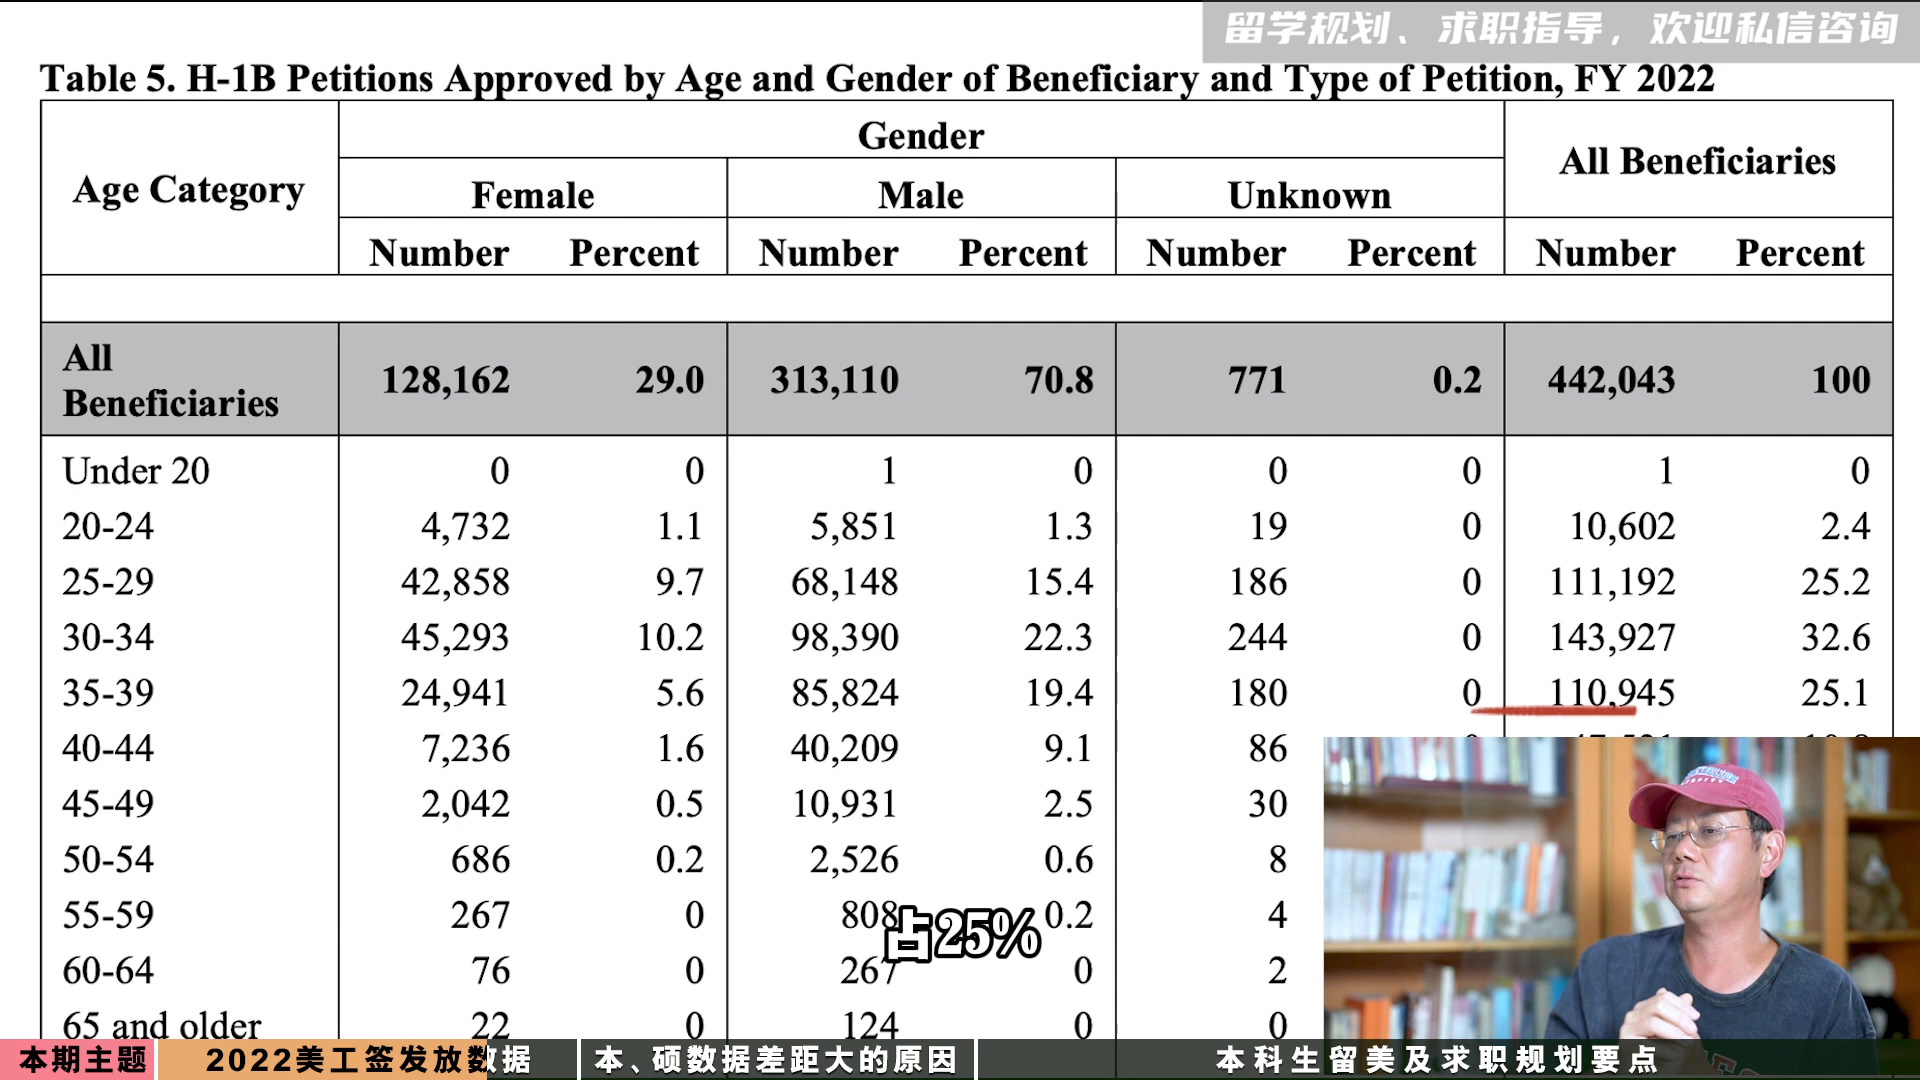 留学规划、求职指导，欢迎私信咨询
Table 5. H-1B Petitions Approved by Age and Gender of Beneficiary and Type of Petition, FY 2022
Age Category
Gender
All Beneficiaries
Female Male Unknown
Number Percent Number Percent Number Percent Number Percent
All Beneficiaries 128,162 29.0 313,110 70.8 771 0.2 442,043 100
Under 20 0 0 1 0 0 0 1 0
20-24 4,732 1.1 5,851 1.3 19 0 10,602 2.4
25-29 42,858 9.7 68,148 15.4 186 0 111,192 25.2
30-34 45,293 10.2 98,390 22.3 244 0 143,927 32.6
35-39 24,941 5.6 85,824 19.4 180 0 110,945 25.1
40-44 7,236 1.6 40,209 9.1 86
45-49 2,042 0.5 10,931 2.5 30
50-54 686 0.2 2,526 0.6 8
55-59 267 0 808 0.2 4
占25%
60-64 76 0 267 0 2
65 and older 22 0 124 0 0
本期主题 2022美工签发放数据 本、硕数据差距大的原因 本科生留美及求职规划要点